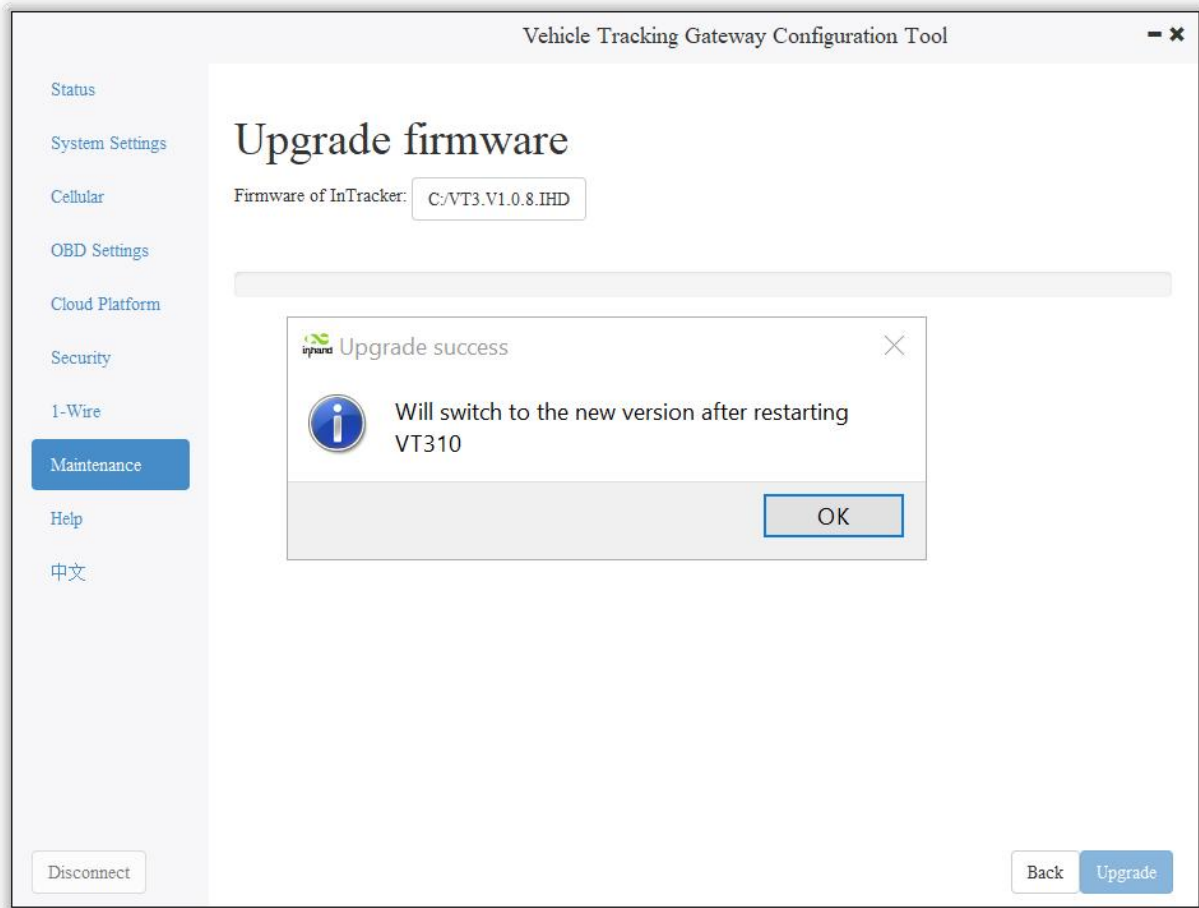 Vehicle Tracking Gateway Configuration Tool
Status
System Settings
Cellular
OBD Settings
Cloud Platform
Security
1-Wire
Maintenance
Help
中文
Disconnect
Upgrade firmware
Firmware of InTracker: C:/VT3.V1.0.8.IHD
inhand Upgrade success
Will switch to the new version after restarting
VT310
OK
Back Upgrade